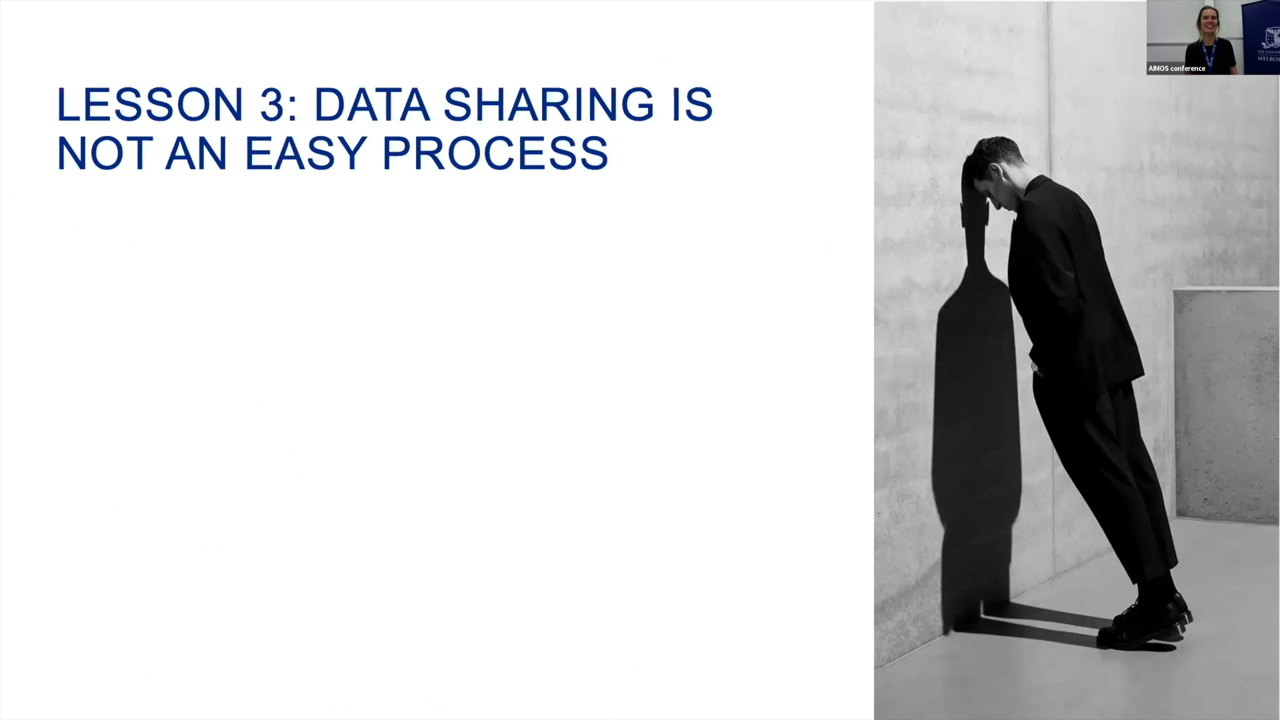 LESSON 3: DATA SHARING IS
NOT AN EASY PROCESS
AIMOS conference